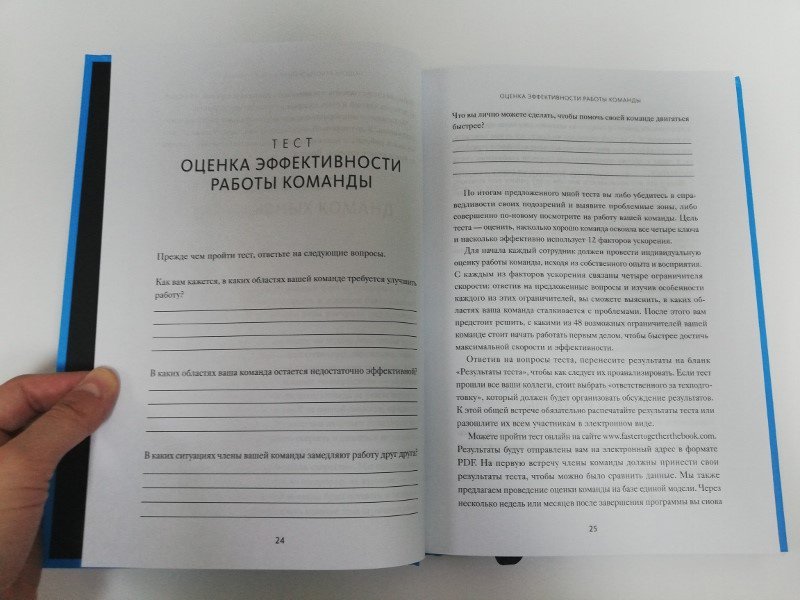 ТЕСТ
ОЦЕНКА ЭФФЕКТИВНОСТИ
РАБОТЫ КОМАНДЫ
Прежде чем пройти тест, ответьте на следующие вопросы.
Как вам кажется, в каких областях вашей команде требуется улучшить
работу?
В каких областях ваша команда остается недостаточно эффективной?
В каких ситуациях члены вашей команды замедляют работу друг друга?
24
ОЦЕНКА ЭФФЕКТИВНОСТИ РАБОТЫ КОМАНДЫ
Что вы лично можете сделать, чтобы помочь своей команде двигаться
быстрее?
По итогам предложенного мной теста вы либо убедитесь в спра-
ведливости своих подозрений и выявите проблемные зоны, либо
совершенно по-новому посмотрите на работу вашей команды. Цель
теста — оценить, насколько хорошо команда освоила все четыре ключа
и насколько эффективно использует 12 факторов ускорения.
Для начала каждый сотрудник должен провести индивидуальную
оценку работы команды, исходя из собственного опыта и восприятия.
С каждым из факторов ускорения связаны четыре ограничителя
скорости: ответив на предложенные вопросы и изучив особенности
каждого из этих ограничителей, вы сможете выяснить, в каких об-
ластях ваша команда сталкивается с проблемами. После этого вам
предстоит решить, с какими из 48 возможных ограничителей вашей
команде стоит начать работать первым делом, чтобы быстрее достичь
максимальной скорости и эффективности.
Ответив на вопросы теста, перенесите результаты на бланк
«Результаты теста», чтобы как следует их проанализировать. Если тест
прошли все ваши коллеги, стоит выбрать «ответственного за техподго-
товку», который должен будет организовать обсуждение результатов.
К этой общей встрече обязательно распечатайте результаты теста или
разошлите их всем участникам в электронном виде.
Можете пройти тест онлайн на сайте www.fastertogetherthebook.com.
Результаты будут отправлены вам на электронный адрес в формате
PDF. На первую встречу члены команды должны принести свои
результаты теста, чтобы можно было сравнить данные. Мы также
предлагаем проведение оценки команды на базе единой модели. Через
несколько недель или месяцев после завершения программы вы снова
25